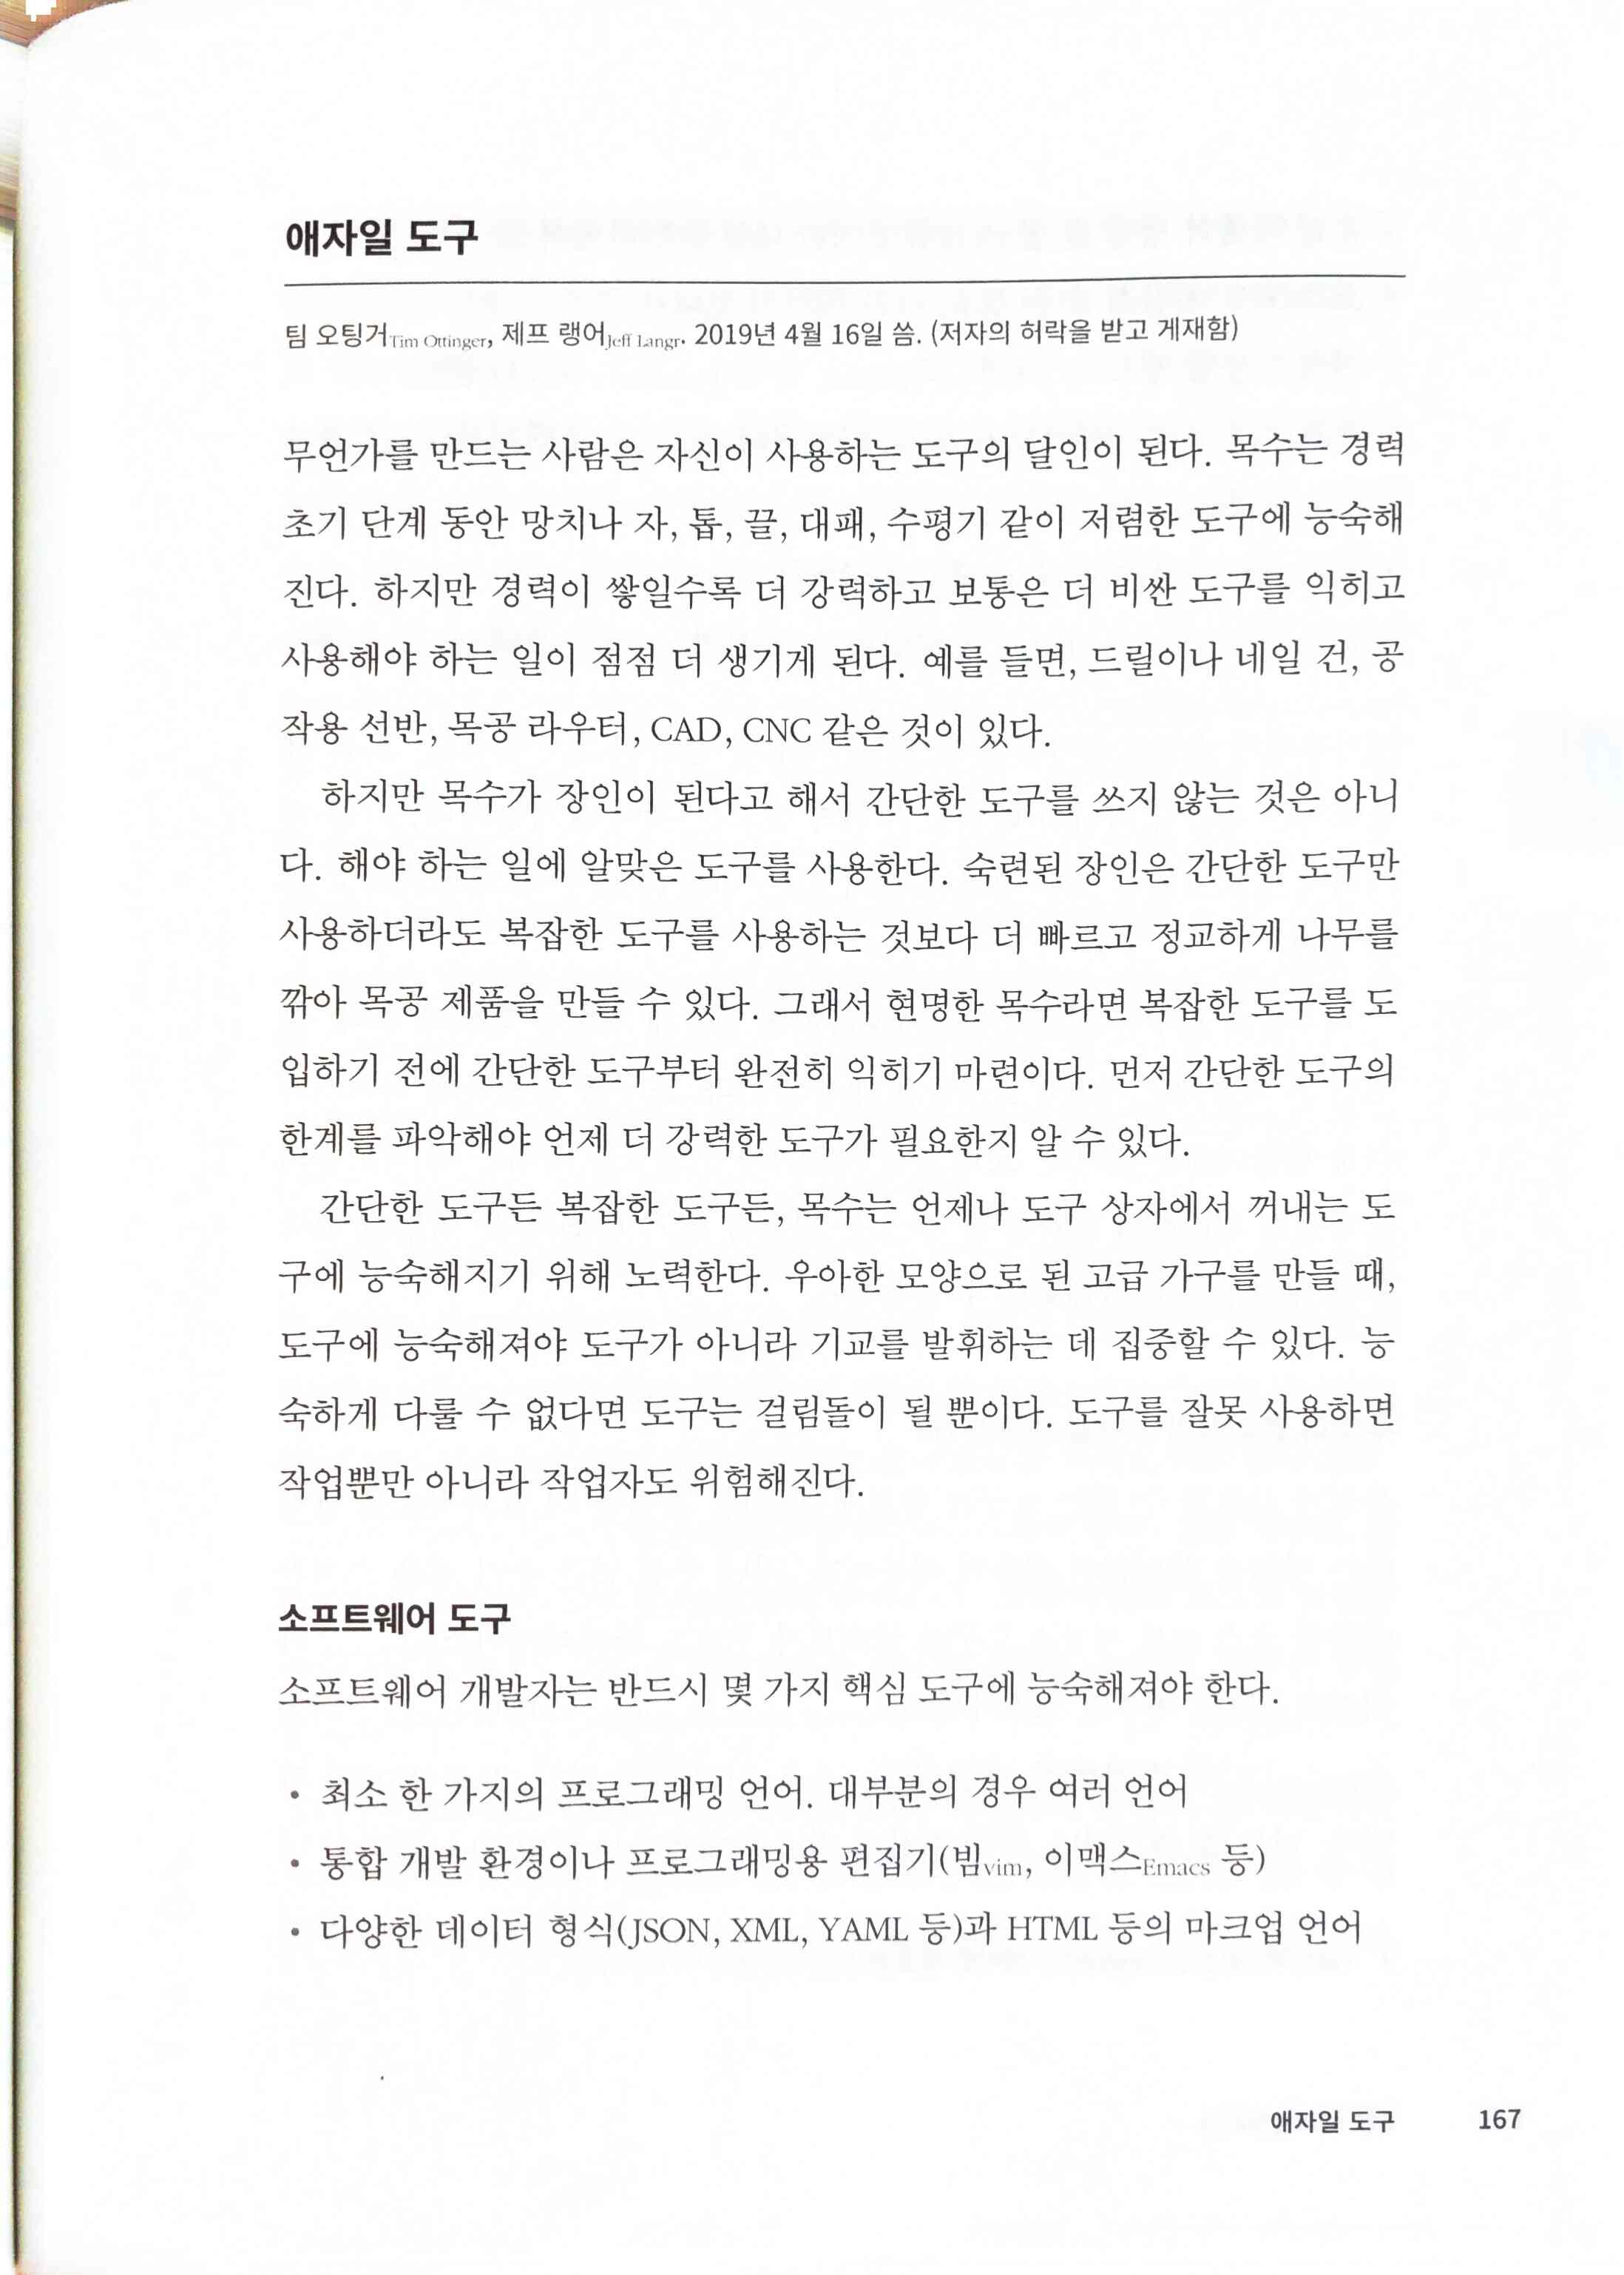 애자일 도구
팀 오팅거Tim Ottinger, 제프 랭어Jeff Langr. 2019년 4월 16일 씀. (저자의 허락을 받고 게재함)
무언가를 만드는 사람은 자신이 사용하는 도구의 달인이 된다. 목수는 경력
초기 단계 동안 망치나 자, 톱, 끌, 대패, 수평기 같이 저렴한 도구에 능숙해
진다. 하지만 경력이 쌓일수록 더 강력하고 보통은 더 비싼 도구를 익히고
사용해야 하는 일이 점점 더 생기게 된다. 예를 들면, 드릴이나 네일 건, 공
작용 선반, 목공 라우터, CAD, CNC 같은 것이 있다.
하지만 목수가 장인이 된다고 해서 간단한 도구를 쓰지 않는 것은 아니
다. 해야 하는 일에 알맞은 도구를 사용한다. 숙련된 장인은 간단한 도구만
사용하더라도 복잡한 도구를 사용하는 것보다 더 빠르고 정교하게 나무를
깎아 목공 제품을 만들 수 있다. 그래서 현명한 목수라면 복잡한 도구를 도
입하기 전에 간단한 도구부터 완전히 익히기 마련이다. 먼저 간단한 도구의
한계를 파악해야 언제 더 강력한 도구가 필요한지 알 수 있다.
간단한 도구든 복잡한 도구든, 목수는 언제나 도구 상자에서 꺼내는 도
구에 능숙해지기 위해 노력한다. 우아한 모양으로 된 고급 가구를 만들 때,
도구에 능숙해져야 도구가 아니라 기교를 발휘하는 데 집중할 수 있다. 능
숙하게 다룰 수 없다면 도구는 걸림돌이 될 뿐이다. 도구를 잘못 사용하면
작업뿐만 아니라 작업자도 위험해진다.
소프트웨어 도구
소프트웨어 개발자는 반드시 몇 가지 핵심 도구에 능숙해져야 한다.
• 최소 한 가지의 프로그래밍 언어. 대부분의 경우 여러 언어
• 통합 개발 환경이나 프로그래밍용 편집기(빔vim, 이맥스Emacs 등)
• 다양한 데이터 형식(JSON, XML, YAML 등)과 HTML 등의 마크업 언어
애자일 도구 167